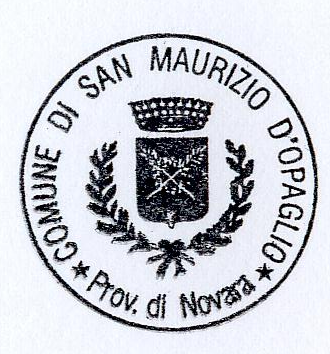 COMUNE DI SAN MAURIZIO D'OPAGLIO
★ Prov. di Novara ★